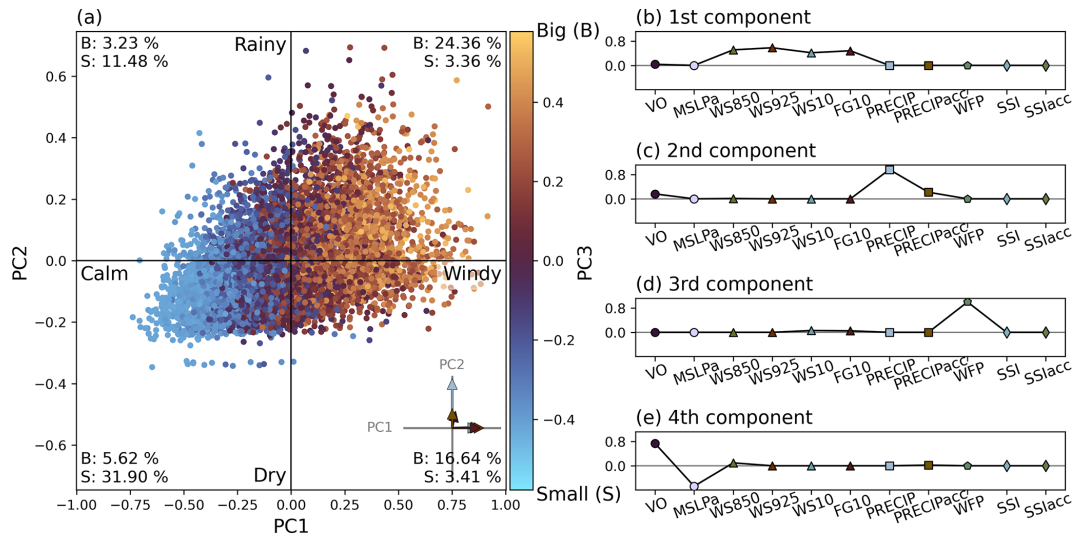 (a)
B: 3.23 %
S: 11.48 %
Rainy
B: 24.36 %
S: 3.36 %
Calm
Windy
B: 5.62 %
S: 31.90 %
Dry
B: 16.64 %
S: 3.41 %
PC2
PC1
0.6
0.4
0.2
0.0
−0.2
−0.4
−0.6
PC2
−1.00 −0.75 −0.50 −0.25 0.00 0.25 0.50 0.75 1.00
PC1
Big (B)
0.4
0.2
0.0
−0.2
−0.4
PC3
Small (S)
(b) 1st component
0.8
0.0
VO MSLPa WS850 WS925 WS10 FG10 PRECIP PRECIPacc WFP SSI SSIacc
(c) 2nd component
0.8
0.0
VO MSLPa WS850 WS925 WS10 FG10 PRECIP PRECIPacc WFP SSI SSIacc
(d) 3rd component
0.8
0.0
VO MSLPa WS850 WS925 WS10 FG10 PRECIP PRECIPacc WFP SSI SSIacc
(e) 4th component
0.8
0.0
VO MSLPa WS850 WS925 WS10 FG10 PRECIP PRECIPacc WFP SSI SSIacc